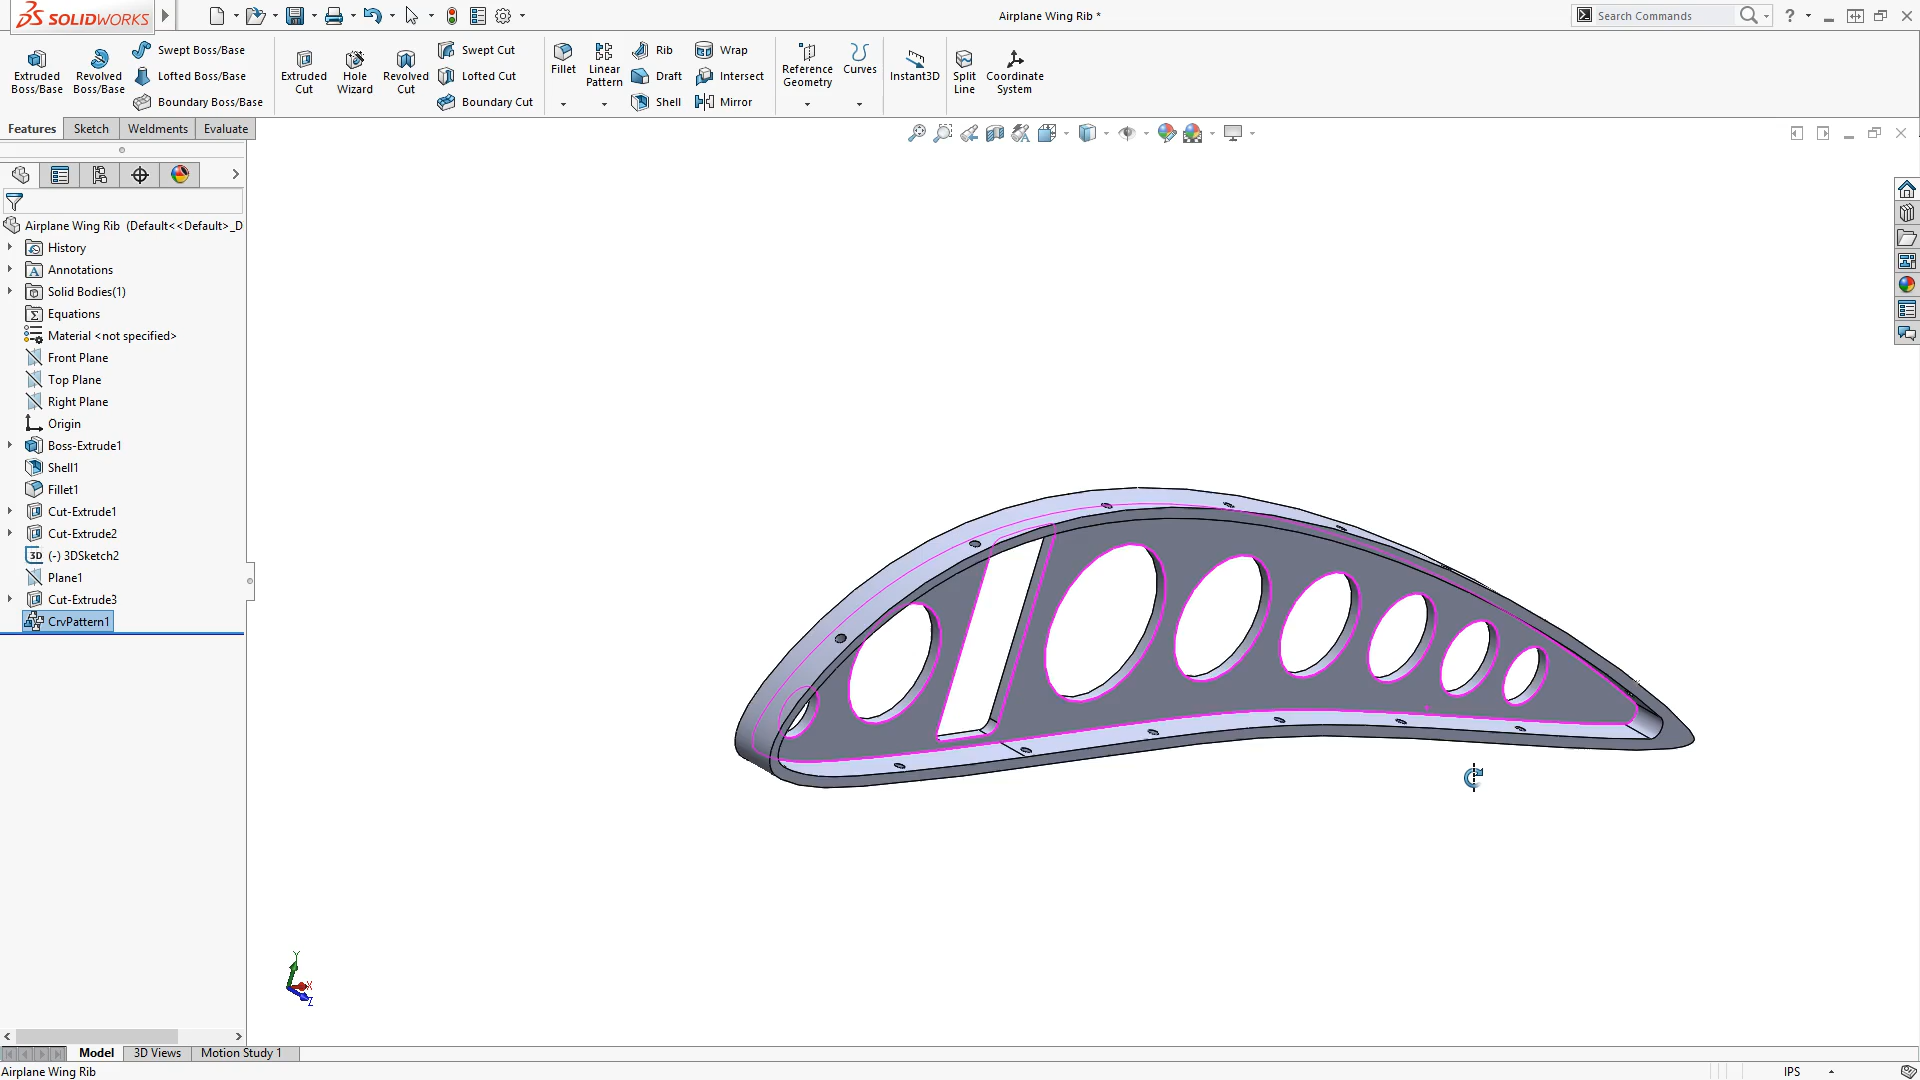 SOLIDWORKS
Airplane Wing Rib *
Search Commands
?
Extruded
Boss/Base
Revolved
Boss/Base
Swept Boss/Base
Lofted Boss/Base
Boundary Boss/Base
Extruded
Cut
Hole
Wizard
Revolved
Cut
Swept Cut
Lofted Cut
Boundary Cut
Fillet
Linear
Pattern
Rib
Draft
Shell
Wrap
Intersect
Mirror
Reference
Geometry
Curves
Instant3D
Split
Line
Coordinate
System
Features
Sketch
Weldments
Evaluate
Airplane Wing Rib (Default<<Default>_D
History
Annotations
Solid Bodies(1)
Equations
Material <not specified>
Front Plane
Top Plane
Right Plane
Origin
Boss-Extrude1
Shell1
Fillet1
Cut-Extrude1
Cut-Extrude2
3D (-) 3DSketch2
Plane1
Cut-Extrude3
CrvPattern1
Y
X
Z
Model
3D Views
Motion Study 1
Airplane Wing Rib
IPS